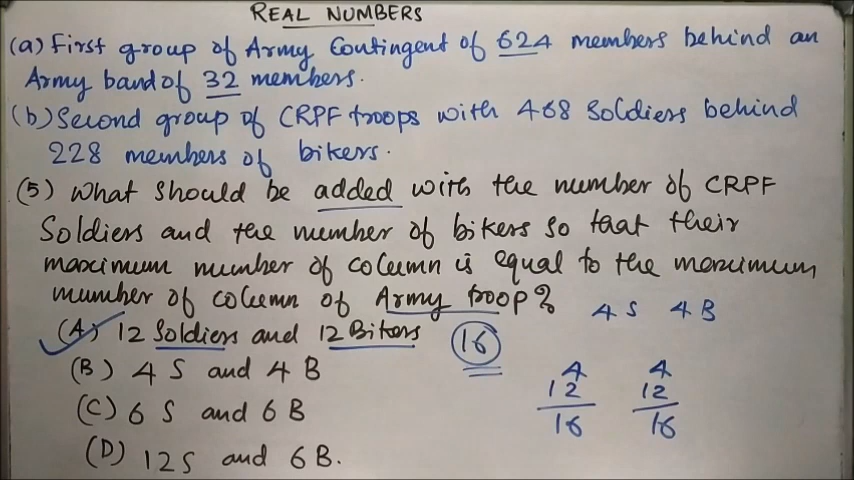 REAL NUMBERS
(a) First group of Army Contingent of 624 members behind an
Army band of 32 members.
(b) Second group of CRPF troops with 468 Soldiers behind
228 members of bikers.
(5) What should be added with the number of CRPF
Soldiers and the number of bikers so that their
maximum number of column is equal to the maximum
number of column of Army troop?
4 S 4 B
(A) 12 Soldiers and 12 Bikers
16
(B) 4 S and 4 B
(C) 6 S and 6 B
(D) 12 S and 6 B.
4 4
12 12
16 16